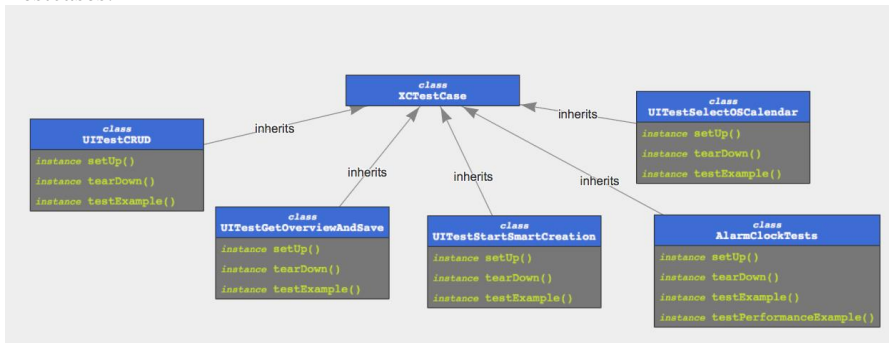 class
XCTestCase
inherits
class
UITestSelectOSCalendar
instance setUp()
instance tearDown()
instance testExample()
inherits
class
UITestCRUD
instance setUp()
instance tearDown()
instance testExample()
inherits
class
UITestGetOverviewAndSave
instance setUp()
instance tearDown()
instance testExample()
inherits
class
UITestStartSmartCreation
instance setUp()
instance tearDown()
instance testExample()
inherits
class
AlarmClockTests
instance setUp()
instance tearDown()
instance testExample()
instance testPerformanceExample()